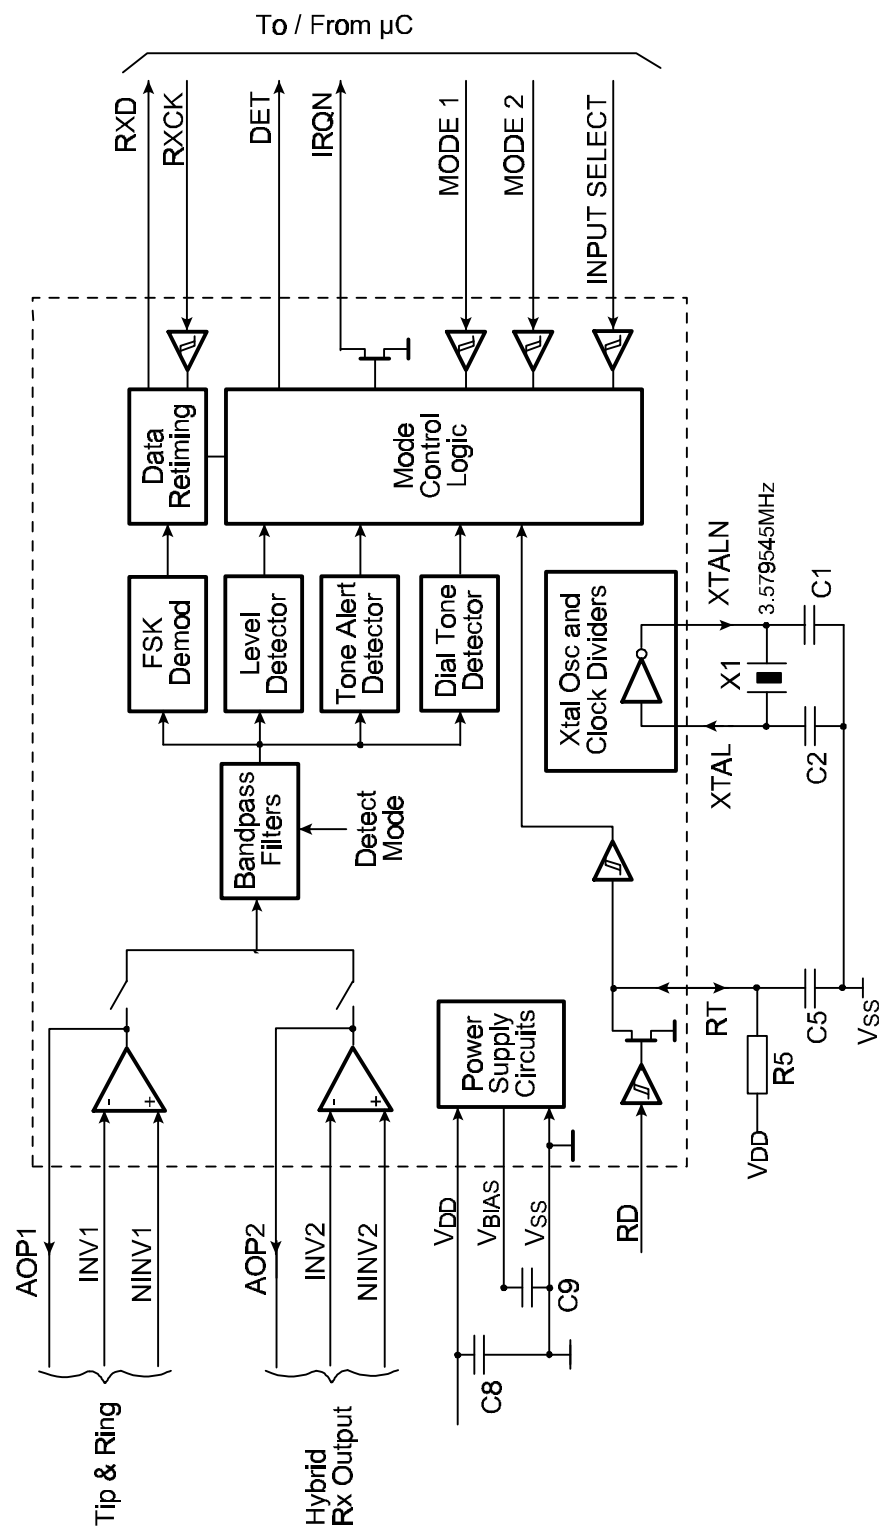 To / From µC
RXD
RXCK
DET
IRQN
MODE 1
MODE 2
INPUT SELECT
Data
Retiming
Mode
Control
Logic
FSK
Demod
Level
Detector
Tone Alert
Detector
Dial Tone
Detector
Xtal Osc and
Clock Dividers
XTALN
3.579545MHz
C1
X1
XTAL
C2
Bandpass
Filters
Detect
Mode
-
+
-
+
Power
Supply
Circuits
RT
C5
VSS
R5
VDD
AOP1
INV1
NINV1
AOP2
INV2
NINV2
VDD
VBIAS
VSS
RD
C9
C8
Tip & Ring
Hybrid
Rx Output